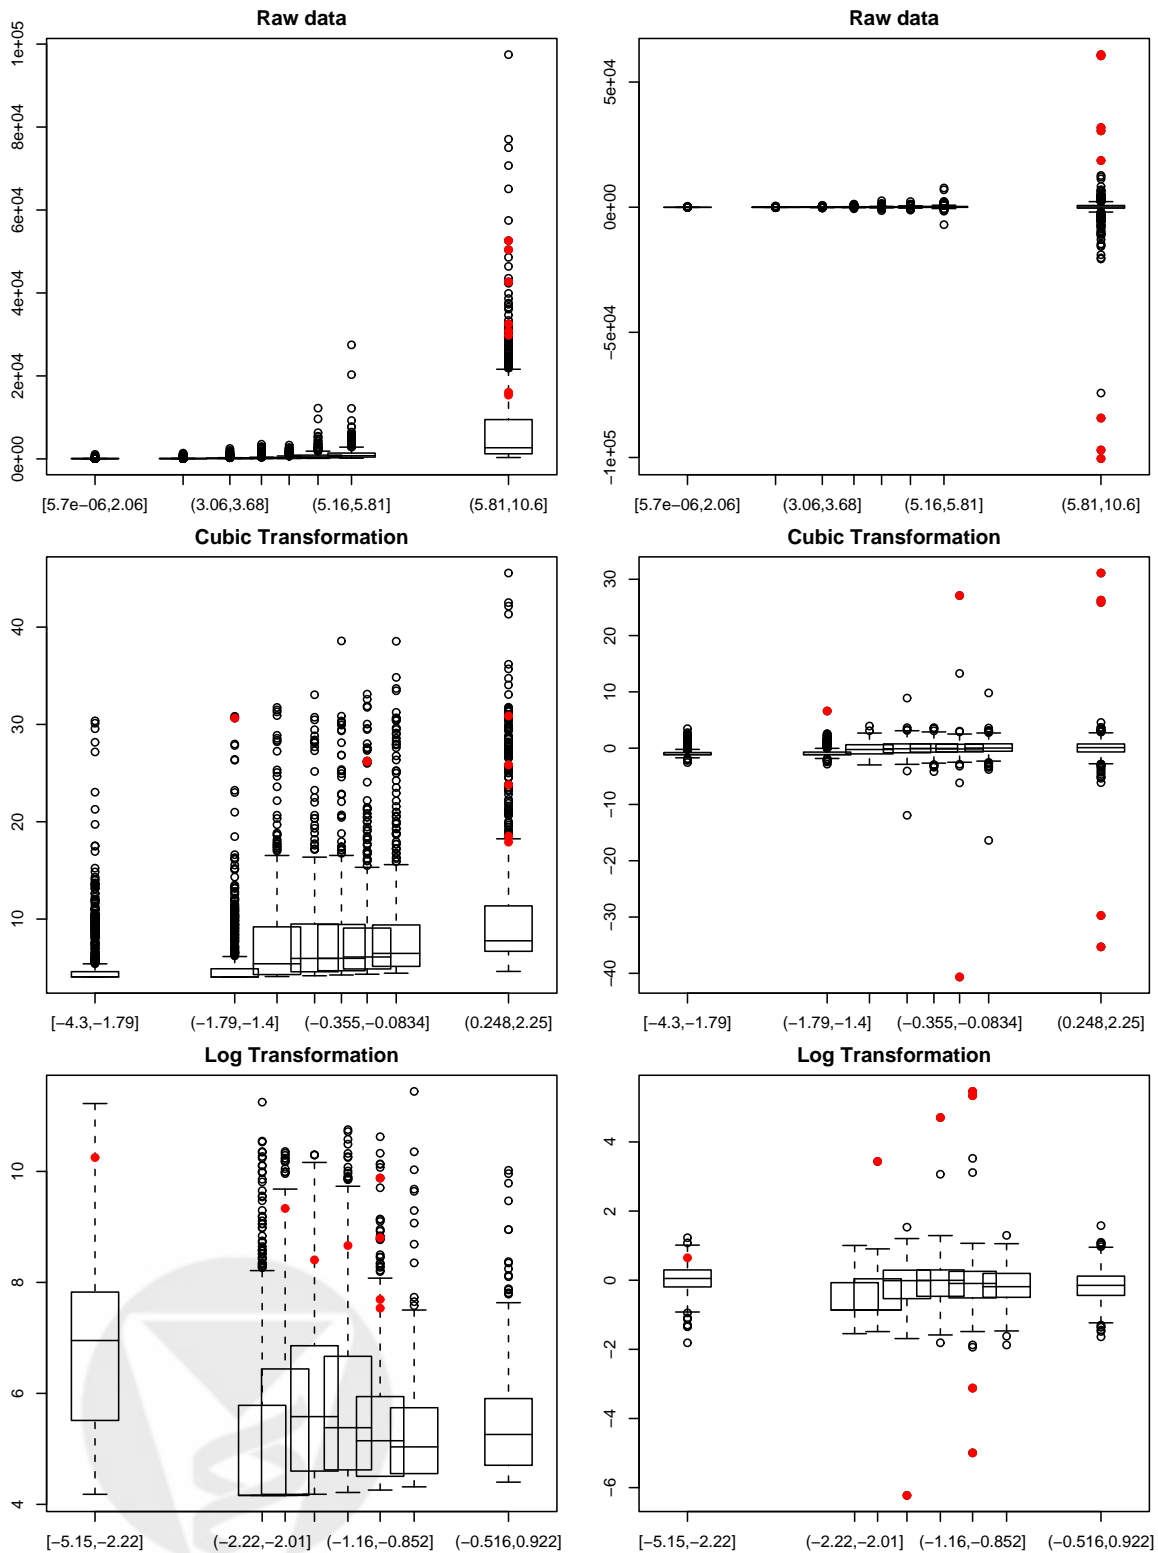 Raw data
0e+00 2e+04 4e+04 6e+04 8e+04 1e+05
[5.7e−06,2.06] (3.06,3.68] (5.16,5.81] (5.81,10.6]
Raw data
−1e+05 −5e+04 0e+00 5e+04
[5.7e−06,2.06] (3.06,3.68] (5.16,5.81] (5.81,10.6]
Cubic Transformation
10 20 30 40
[−4.3,−1.79] (−1.79,−1.4] (−0.355,−0.0834] (0.248,2.25]
Cubic Transformation
−40 −30 −20 −10 0 10 20 30
[−4.3,−1.79] (−1.79,−1.4] (−0.355,−0.0834] (0.248,2.25]
Log Transformation
4 6 8 10
[−5.15,−2.22] (−2.22,−2.01] (−1.16,−0.852] (−0.516,0.922]
Log Transformation
−6 −4 −2 0 2 4
[−5.15,−2.22] (−2.22,−2.01] (−1.16,−0.852] (−0.516,0.922]